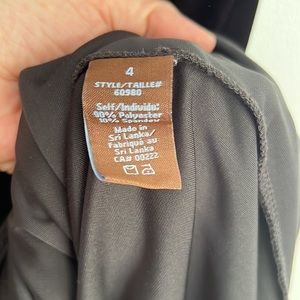 4
STYLE/TAILLE#
60980
Self/Individe:
90% Polyester
10% Spandex
Made in
Sri Lanka/
Fabriqué au
Sri Lanka
CA# 00222